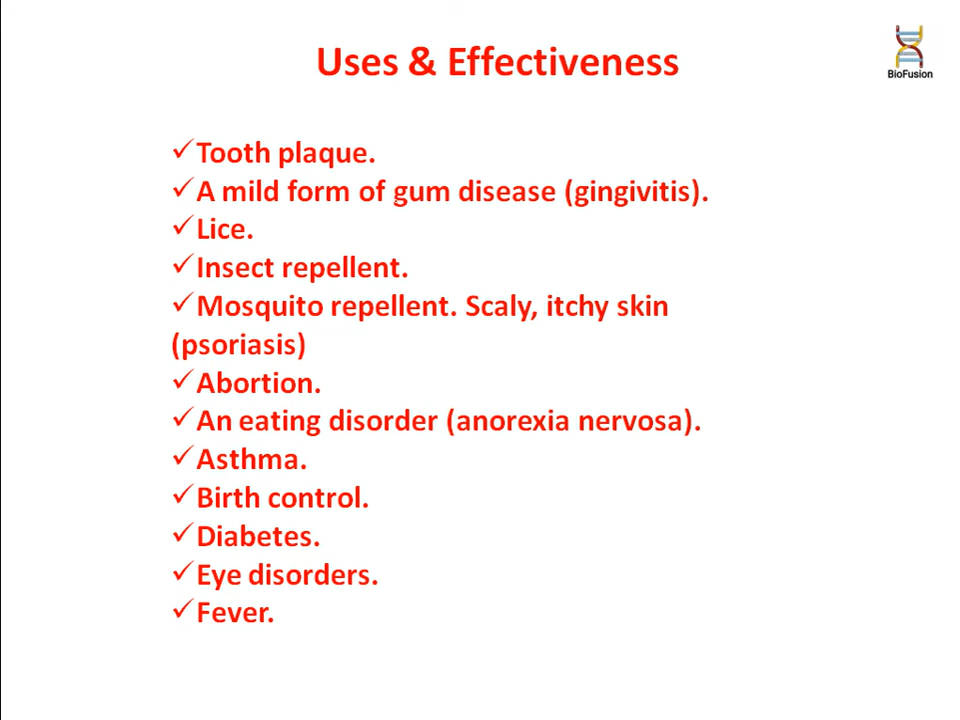 Uses & Effectiveness
BioFusion
✓Tooth plaque.
✓A mild form of gum disease (gingivitis).
✓Lice.
✓Insect repellent.
✓Mosquito repellent. Scaly, itchy skin
(psoriasis)
✓Abortion.
✓An eating disorder (anorexia nervosa).
✓Asthma.
✓Birth control.
✓Diabetes.
✓Eye disorders.
✓Fever.